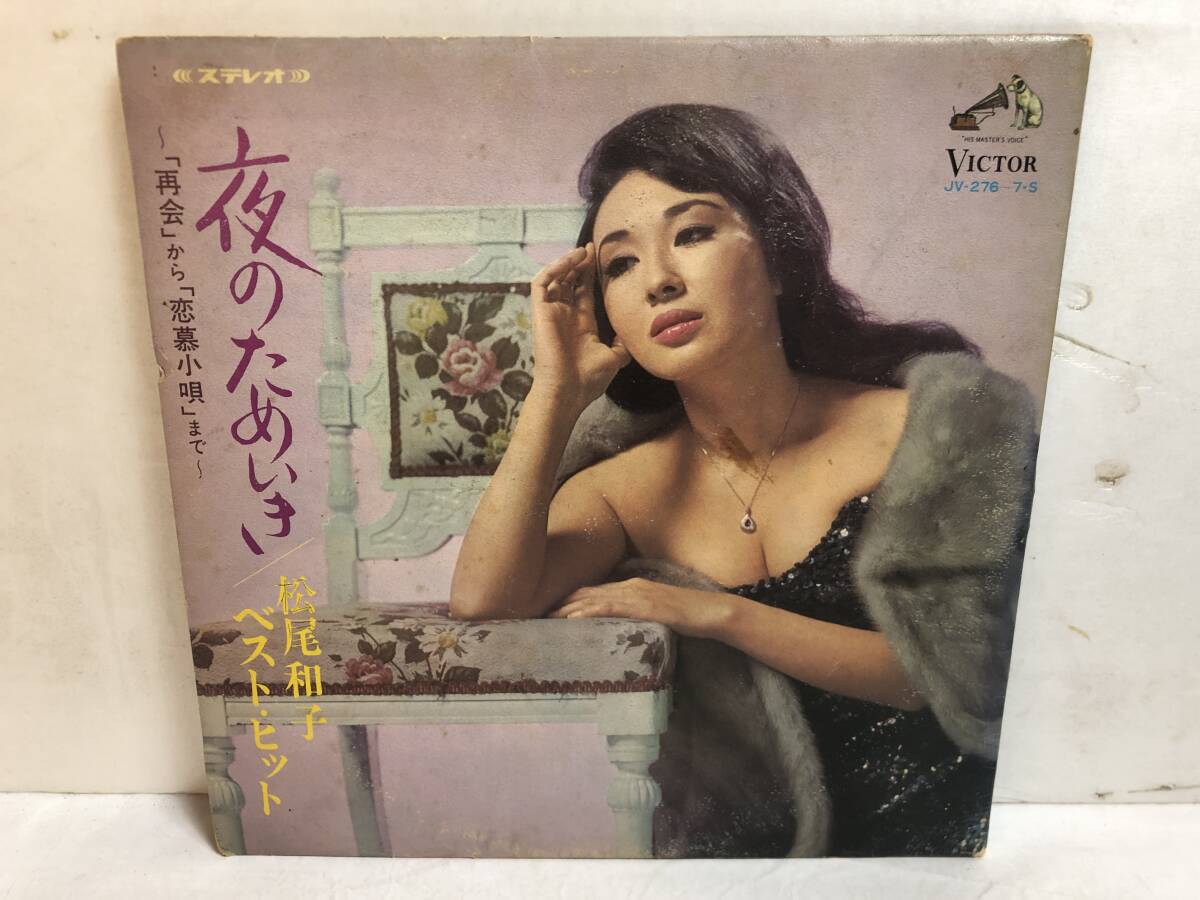 ステレオ
"HIS MASTER'S VOICE"
VICTOR
JV-276-7-S
夜のためいき
～「再会」から「恋慕小唄」まで～
松尾和子
ベスト・ヒット